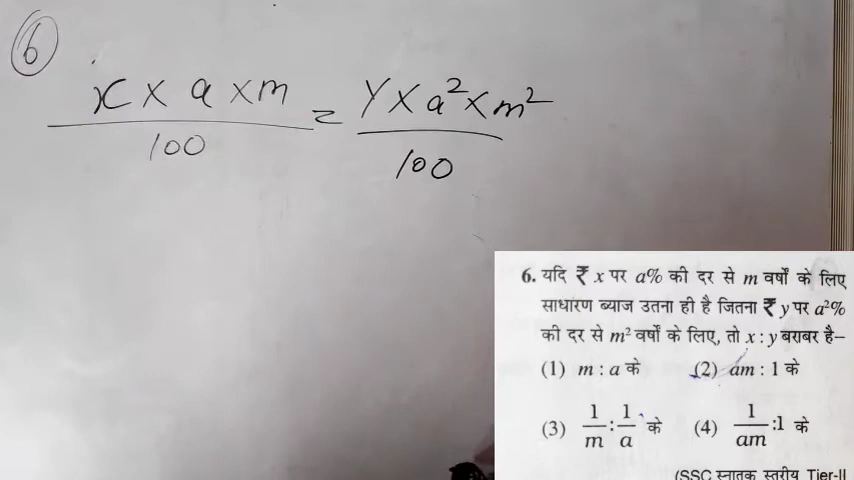 6
x × a × m / 100 = y × a² × m² / 100
6. यदि ₹ x पर a% की दर से m वर्षों के लिए
साधारण ब्याज उतना ही है जितना ₹ y पर a²%
की दर से m² वर्षों के लिए, तो x : y बराबर है–
(1) m : a के (2) am : 1 के
(3) 1/m : 1/a के (4) 1/am :1 के
(SSC स्नातक स्तरीय Tier-II